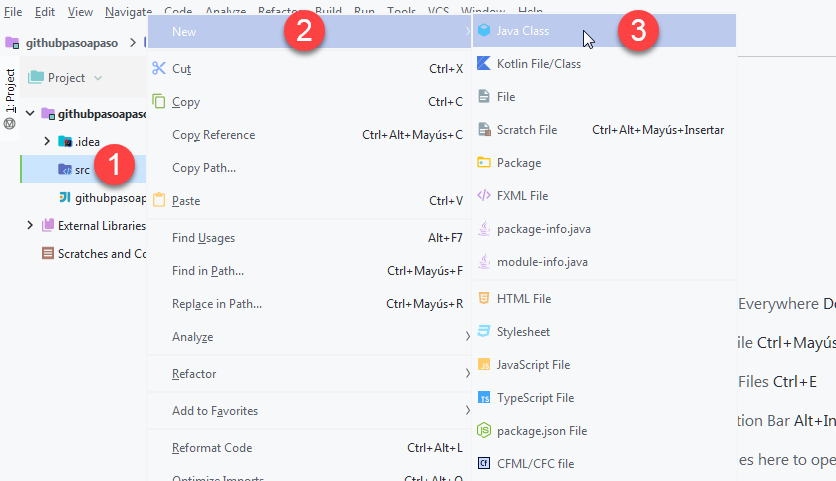 File Edit View Navigate Code Analyze Refactor Build Run Tools VCS Window Help
githubpasoapaso
1: Project
Project
githubpasoapaso
.idea
src
githubpasoap
External Libraries
Scratches and Co
1
New
2
Cut Ctrl+X
Copy Ctrl+C
Copy Reference Ctrl+Alt+Mayús+C
Copy Path...
Paste Ctrl+V
Find Usages Alt+F7
Find in Path... Ctrl+Mayús+F
Replace in Path... Ctrl+Mayús+R
Analyze
Refactor
Add to Favorites
Reformat Code Ctrl+Alt+L
Optimize Imports Ctrl+Alt+O
Java Class
3
Kotlin File/Class
File
Scratch File Ctrl+Alt+Mayús+Insertar
Package
FXML File
package-info.java
module-info.java
HTML File
Stylesheet
JavaScript File
TypeScript File
package.json File
CFML/CFC file
Everywhere Do
ile Ctrl+Mayús
Files Ctrl+E
tion Bar Alt+In
es here to ope